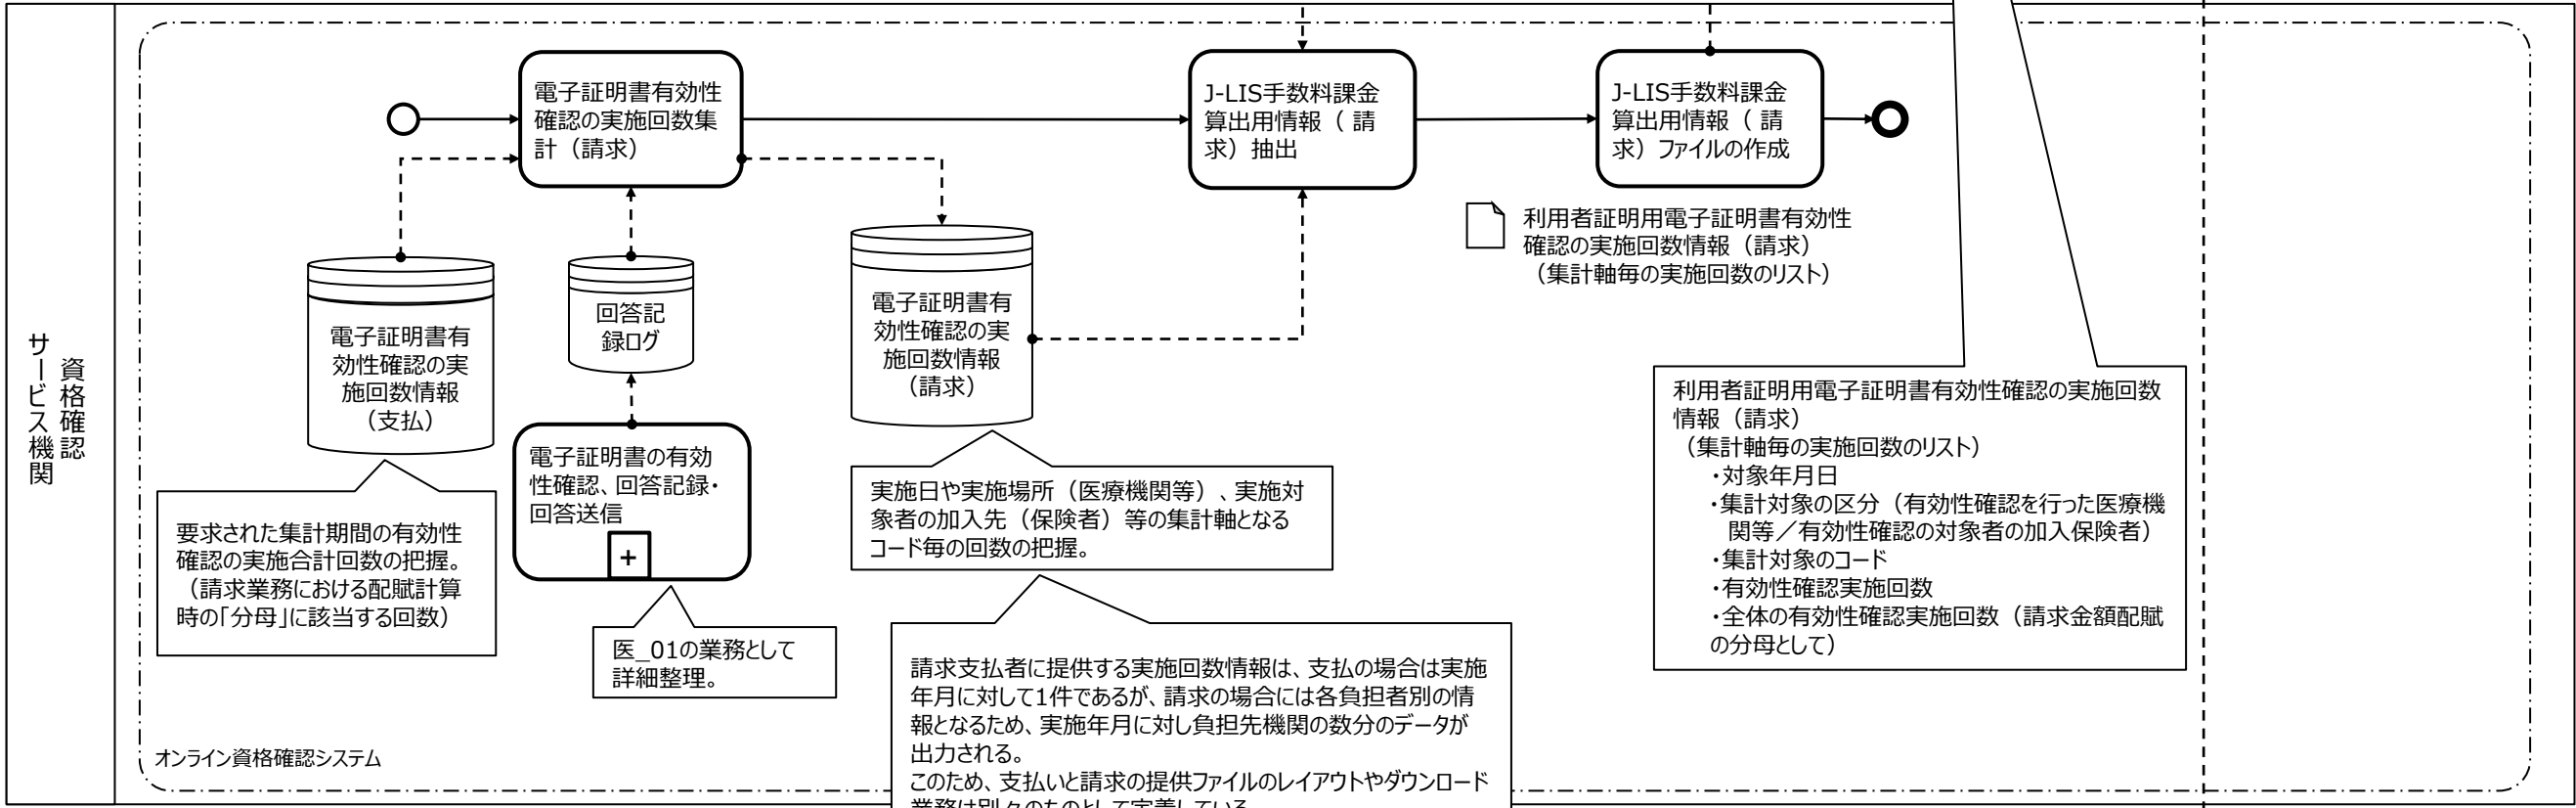 資格確認
サービス機関
電子証明書有効性
確認の実施回数集
計（請求）
J-LIS手数料課金
算出用情報（ 請
求）抽出
J-LIS手数料課金
算出用情報（ 請
求）ファイルの作成
利用者証明用電子証明書有効性
確認の実施回数情報（請求）
（集計軸毎の実施回数のリスト）
電子証明書有
効性確認の実
施回数情報
（支払）
回答記
録ログ
電子証明書有
効性確認の実
施回数情報
（請求）
電子証明書の有効
性確認、回答記録・
回答送信
+
要求された集計期間の有効性
確認の実施合計回数の把握。
（請求業務における配賦計算
時の「分母」に該当する回数）
医_01の業務として
詳細整理。
実施日や実施場所（医療機関等）、実施対
象者の加入先（保険者）等の集計軸となる
コード毎の回数の把握。
請求支払者に提供する実施回数情報は、支払の場合は実施
年月に対して1件であるが、請求の場合には各負担者別の情
報となるため、実施年月に対し負担先機関の数分のデータが
出力される。
このため、支払いと請求の提供ファイルのレイアウトやダウンロード
業務は別々のものとして定義している。
利用者証明用電子証明書有効性確認の実施回数
情報（請求）
（集計軸毎の実施回数のリスト）
・対象年月日
・集計対象の区分（有効性確認を行った医療機
関等／有効性確認の対象者の加入保険者）
・集計対象のコード
・有効性確認実施回数
・全体の有効性確認実施回数（請求金額配賦
の分母として）
オンライン資格確認システム